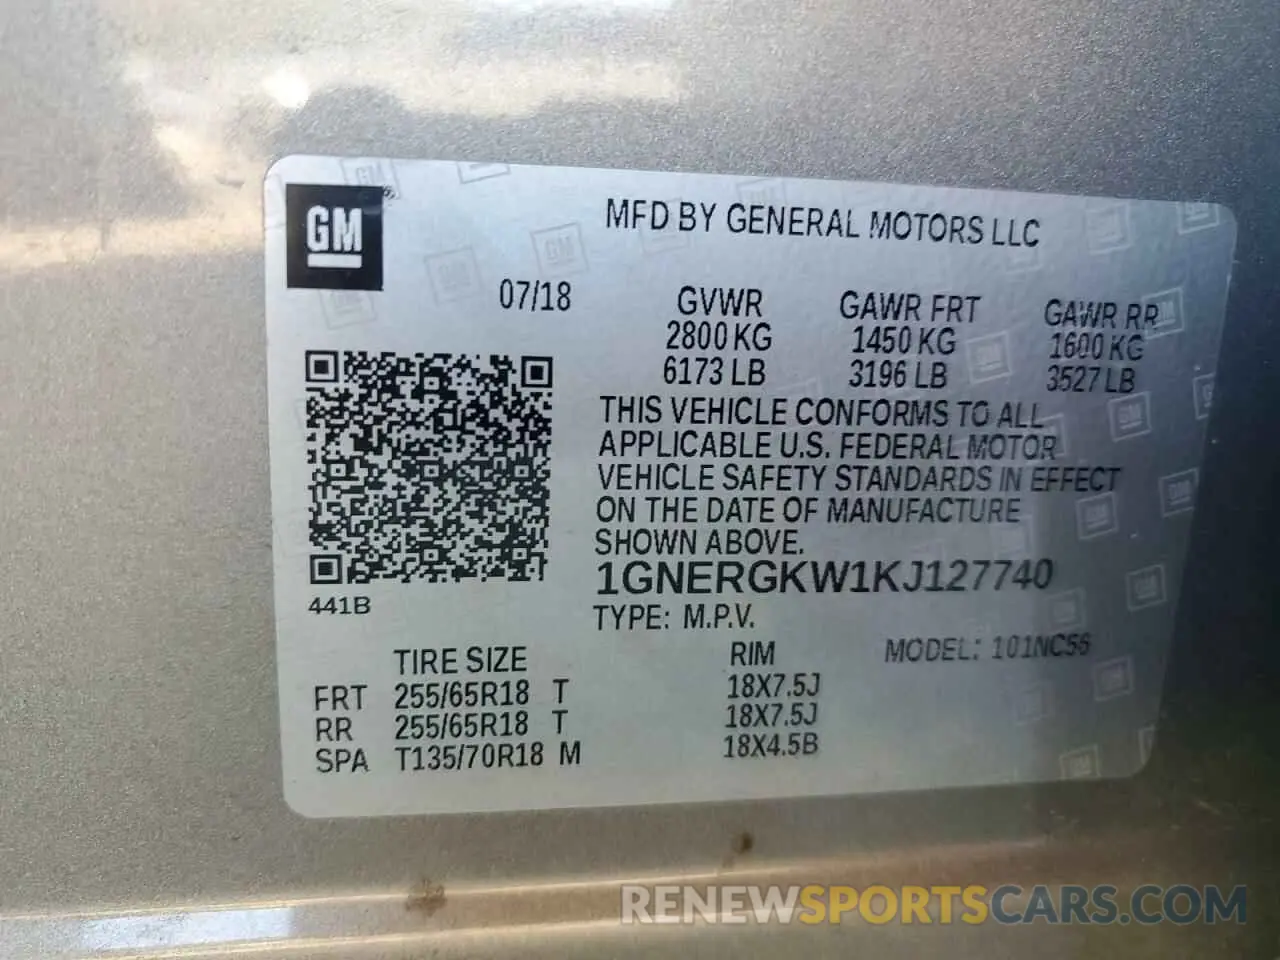 GM
MFD BY GENERAL MOTORS LLC
07/18 GVWR GAWR FRT GAWR RR
2800 KG 1450 KG 1600 KG
6173 LB 3196 LB 3527 LB
THIS VEHICLE CONFORMS TO ALL
APPLICABLE U.S. FEDERAL MOTOR
VEHICLE SAFETY STANDARDS IN EFFECT
ON THE DATE OF MANUFACTURE
SHOWN ABOVE.
1GNERGKW1KJ127740
441B
TYPE: M.P.V.
TIRE SIZE RIM MODEL: 101NC56
FRT 255/65R18 T 18X7.5J
RR 255/65R18 T 18X7.5J
SPA T135/70R18 M 18X4.5B
RENEWSPORTSCARS.COM